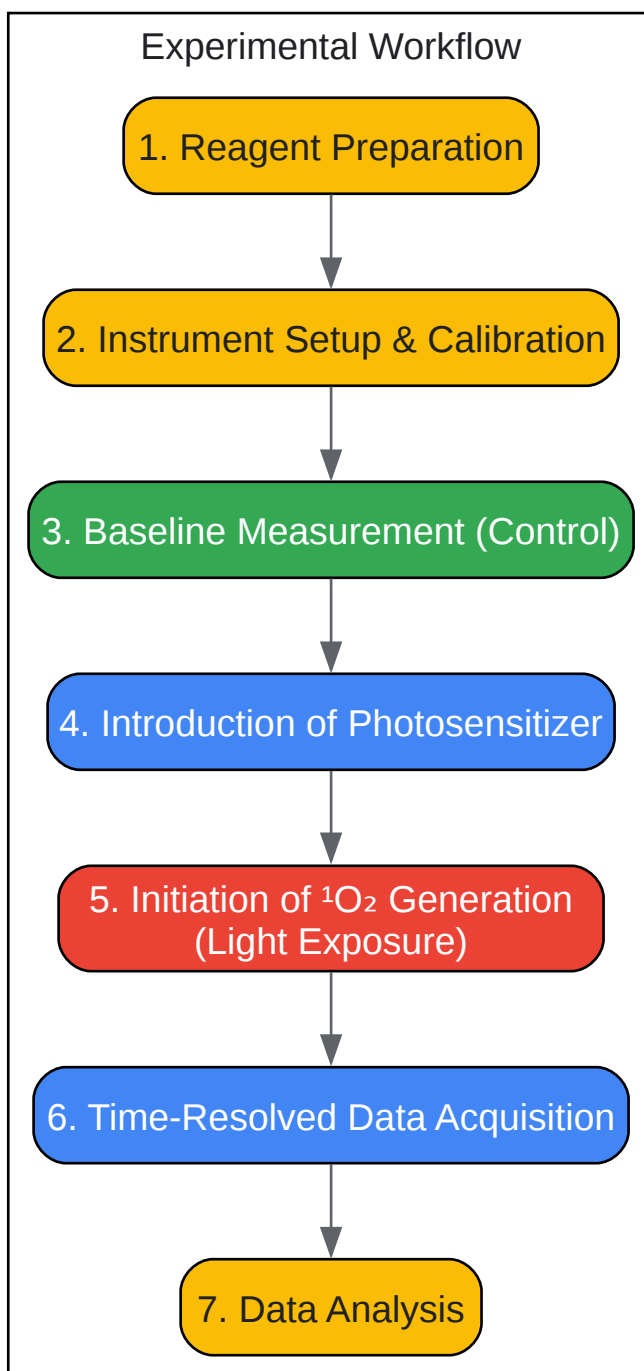 Experimental Workflow
1. Reagent Preparation
2. Instrument Setup & Calibration
3. Baseline Measurement (Control)
4. Introduction of Photosensitizer
5. Initiation of ¹O₂ Generation
(Light Exposure)
6. Time-Resolved Data Acquisition
7. Data Analysis